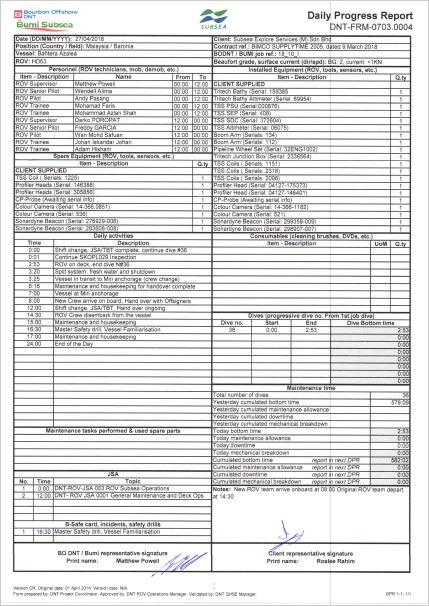 Bourbon Offshore
DNT
Bumi Subsea
SUBSEA
Daily Progress Report
DNT-FRM-0703.0004
Date (DD/MM/YYYY): 27/04/2018
Position (Country / field): Malaysia / Baronia
Vessel: Bahtera Azalea
ROV: HD63
Client: Subsea Explore Services (M) Sdn Bhd
Contract ref.: BIMCO SUPPLYTIME 2005, dated 9 March 2018
BODNT / BUMI job ref.: 18_10_I
Beaufort grade, surface current (dir/spd): BG: 2, current: <1KN
Personnel (ROV technicians, mob, demob, etc.)
Item - Description Name From To
ROV Supervisor Matthew Powell 00:00 12:00
ROV Senior Pilot Wendell Alima 00:00 12:00
ROV Pilot Andy Pasang 00:00 12:00
ROV Trainee Mohamad Faris 00:00 12:00
ROV Trainee Mohammad Azlan Shah 00:00 12:00
ROV Supervisor Darko POROPAT 12:00 00:00
ROV Senior Pilot Freddy GARCIA 12:00 00:00
ROV Pilot Wan Mohd Safuan 12:00 00:00
ROV Trainee Johan Iskandar Johari 12:00 00:00
ROV Trainee Adam Hisham 12:00 00:00
Installed Equipment (ROV, tools, sensors, etc.)
Item - Description Q.ty
CLIENT SUPPLIED
Tritech Sonar (Serial: 159385) 1
Tritech Bathy Altimeter (Serial: 69954) 1
TSS PSU (Serial:000876) 1
TSS SEP (Serial: 408) 1
TSS SDC (Serial: 372604) 1
TSS Altimeter (Serial: 06075) 1
Boom Arm (Serial: 134) 1
Boom Arm (Serial: 112) 1
Pipeline Wheel Set (Serial: 32ENG1002) 1
Tritech Junction Box (Serial: 2336564) 1
TSS Coils (Serial: 1151) 1
TSS Coils (Serial: 2318) 1
TSS Coils (Serial: 2098) 1
Profiler Head (Serial: 04127-175373) 1
Profiler Head (Serial: 04127-146401) 1
CP-Probe (Awaiting serial info) 1
Colour Camera (Serial: 14-366-1182) 1
Colour Camera (Serial: 521) 1
Sonardyne Beacon (Serial: 299358-009) 1
Sonardyne Beacon (Serial: 298907-007) 1
Spare Equipment (ROV, tools, sensors, etc.)
Item - Description Q.ty
CLIENT SUPPLIED
TSS Coil ( Serials: 1225) 1
Profiler Heads (Serial: 146388) 1
Profiler Heads (Serial: 305856) 1
CP-Probe (Awaiting serial info) 1
Colour Camera (Serial: 14-366-0851) 1
Colour Camera (Serial: 536) 1
Sonardyne Beacon (Serial: 276929-006) 1
Sonardyne Beacon (Serial: 283608-008) 1
Daily activities
Time Description
0:00 Shift change, JSA/TBT, continue dive #36
0:01 Continue SKOPL029 Inspection
2:53 ROV on deck, end dive N#36
3:20 Split system, fresh water and shutdown
3:25 Vessel in transit to Miri anchorage (crew change)
6:16 Maintenance and housekeeping for handover complete
7:00 Vessel at Miri anchorage
8:00 New Crew arrive on board, Hand over with Offsigners
12:00 Shift change, JSA/TBT, Hand over ongoing
14:30 ROV Crew disembark from the vessel
15:00 Maintenance and housekeeping
16:30 Master Safety drill, Vessel Familiarisation
17:00 Maintenance and housekeeping
24:00 End of the Day
Consumables (cleaning brushes, DVDs, etc.)
Item - Description UoM Q.ty
Dives (progressive dive no. From 1st job dive)
Dive no. Start End Dive Bottom time
36 0:00 2:53 2:53
0:00
0:00
0:00
0:00
0:00
0:00
Maintenance time
Total number of dives 36
Yesterday cumulated bottom time 579:09
Yesterday cumulated maintenance allowance
Yesterday cumulated downtime
Yesterday cumulated mechanical breakdown
Today bottom time 2:53
Today maintenance allowance 0:00
Today downtime 0:00
Today mechanical breakdown 0:00
Cumulated bottom time report in next DPR 582:02
Cumulated maintenance allowance report in next DPR 0:00
Cumulated downtime report in next DPR 0:00
Cumulated mechanical breakdown report in next DPR 0:00
Maintenance tasks performed & used spare parts
JSA
No. Time Topic
1 0:00 DNT-ROV-JSA 003 ROV Subsea Operations
2 12:00 DNT- ROV JSA 0001 General Maintenance and Deck Ops
Notes: New ROV team arrive onboard at 08:00 Original ROV team depart at 14:30
B-Safe card, incidents, safety drills
1 16:30 Master Safety drill, Vessel Familiarisation
BO DNT / Bumi representative signature
Print name: Matthew Powell
Client representative signature
Print name: Roslee Rahim
Version OR, Original date: 01 April 2014, Version date: N/A
Form prepared by: DNT Project Coordinator, Approved by: DNT ROV Operations Manager, Validated by: DNT QHSE Manager.
DPR 1-1: 1/1